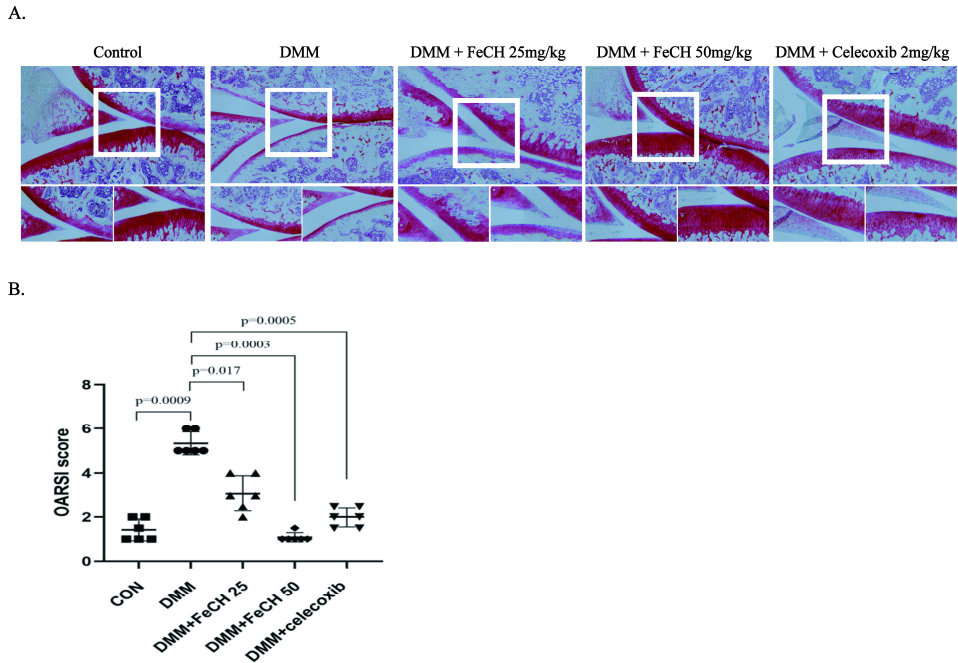 A.
Control
DMM
DMM + FeCH 25mg/kg
DMM + FeCH 50mg/kg
DMM + Celecoxib 2mg/kg
B.
p=0.0005
p=0.0003
p=0.017
p=0.0009
OARSI score
8
6
4
2
0
CON
DMM
DMM+FeCH 25
DMM+FeCH 50
DMM+celecoxib